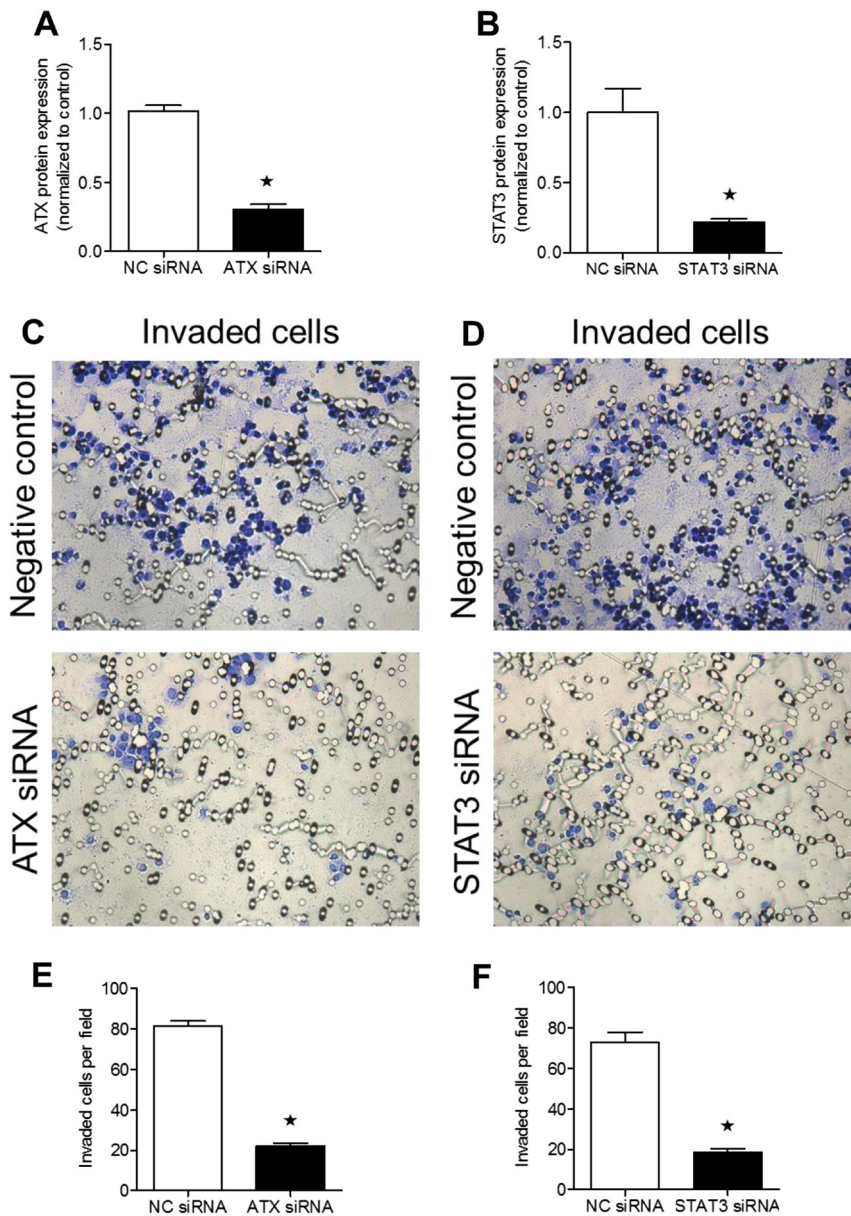 A
ATX protein expression
(normalized to control)
1.5
1.0
0.5
0.0
NC siRNA ATX siRNA
★
B
STAT3 protein expression
(normalized to control)
1.5
1.0
0.5
0.0
NC siRNA STAT3 siRNA
★
C
Invaded cells
Negative control
ATX siRNA
D
Invaded cells
Negative control
STAT3 siRNA
E
Invaded cells per field
100
80
60
40
20
0
NC siRNA ATX siRNA
★
F
Invaded cells per field
100
80
60
40
20
0
NC siRNA STAT3 siRNA
★